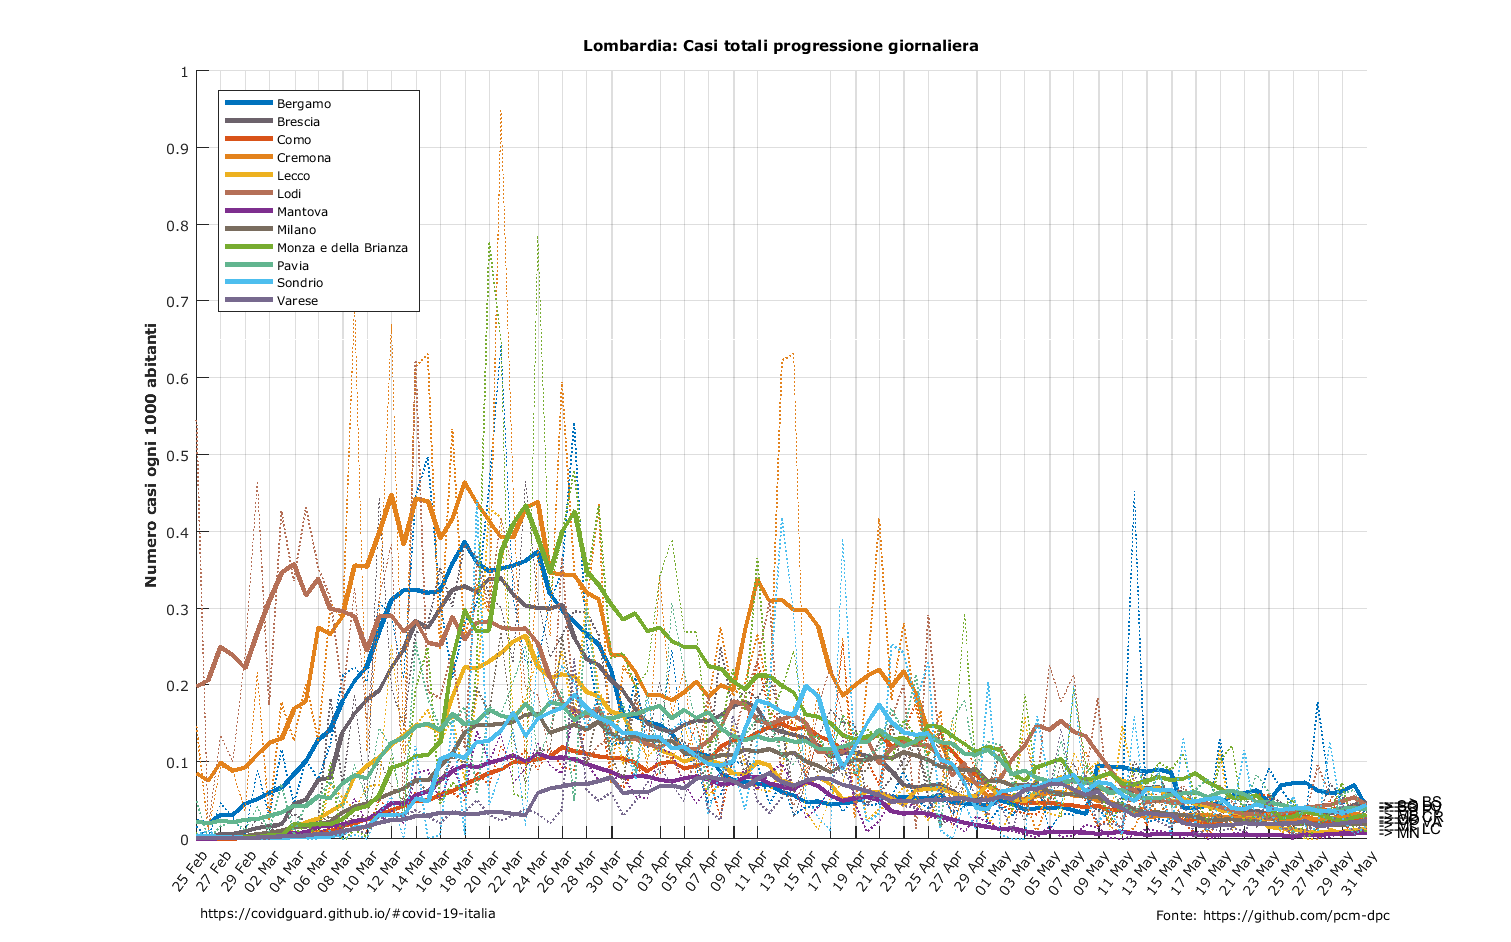 Lombardia: Casi totali progressione giornaliera
Numero casi ogni 1000 abitanti
1
0.9
0.8
0.7
0.6
0.5
0.4
0.3
0.2
0.1
0
Bergamo
Brescia
Como
Cremona
Lecco
Lodi
Mantova
Milano
Monza e della Brianza
Pavia
Sondrio
Varese
25 Feb
27 Feb
29 Feb
02 Mar
04 Mar
06 Mar
08 Mar
10 Mar
12 Mar
14 Mar
16 Mar
18 Mar
20 Mar
22 Mar
24 Mar
26 Mar
28 Mar
30 Mar
01 Apr
03 Apr
05 Apr
07 Apr
09 Apr
11 Apr
13 Apr
15 Apr
17 Apr
19 Apr
21 Apr
23 Apr
25 Apr
27 Apr
29 Apr
01 May
03 May
05 May
07 May
09 May
11 May
13 May
15 May
17 May
19 May
21 May
23 May
25 May
27 May
29 May
31 May
BS
CR
VA
LC
-> MN
https://covidguard.github.io/#covid-19-italia
Fonte: https://github.com/pcm-dpc